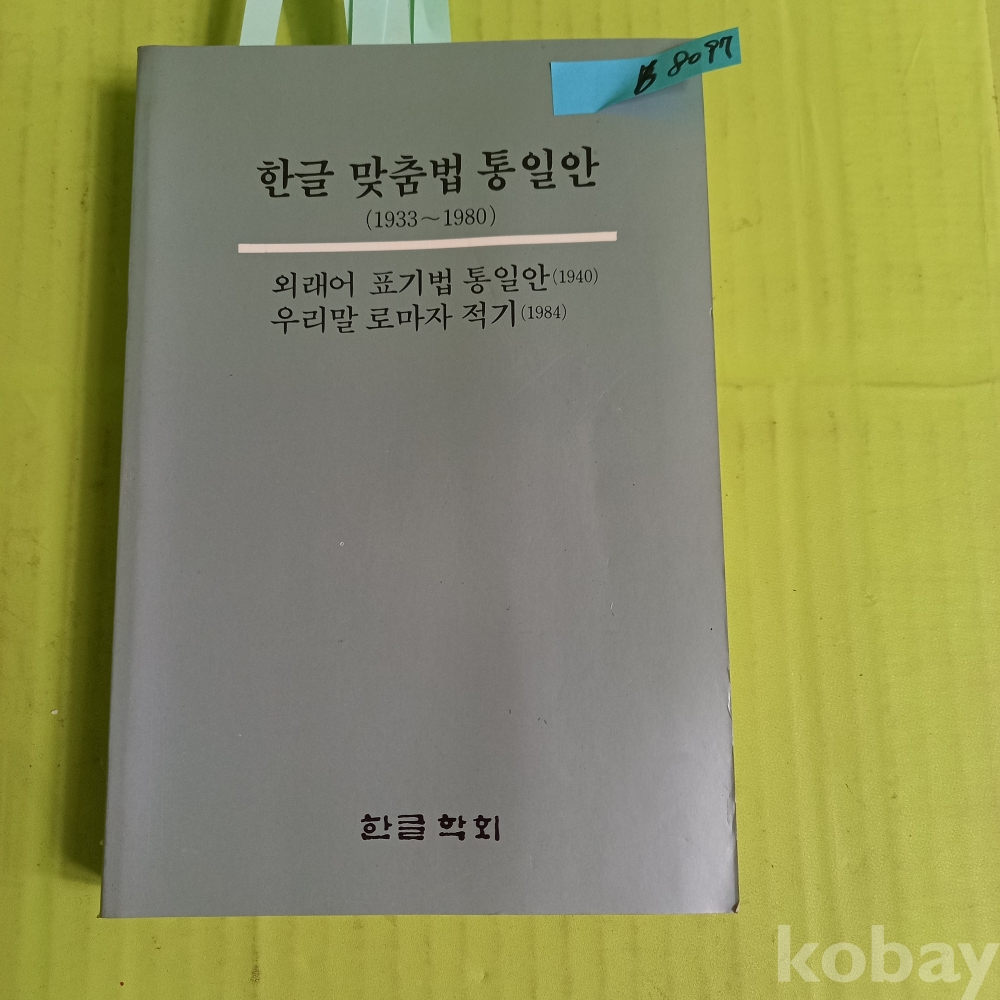 B 8097
한글 맞춤법 통일안
(1933～1980)
외래어 표기법 통일안(1940)
우리말 로마자 적기(1984)
한글 학회
kobay